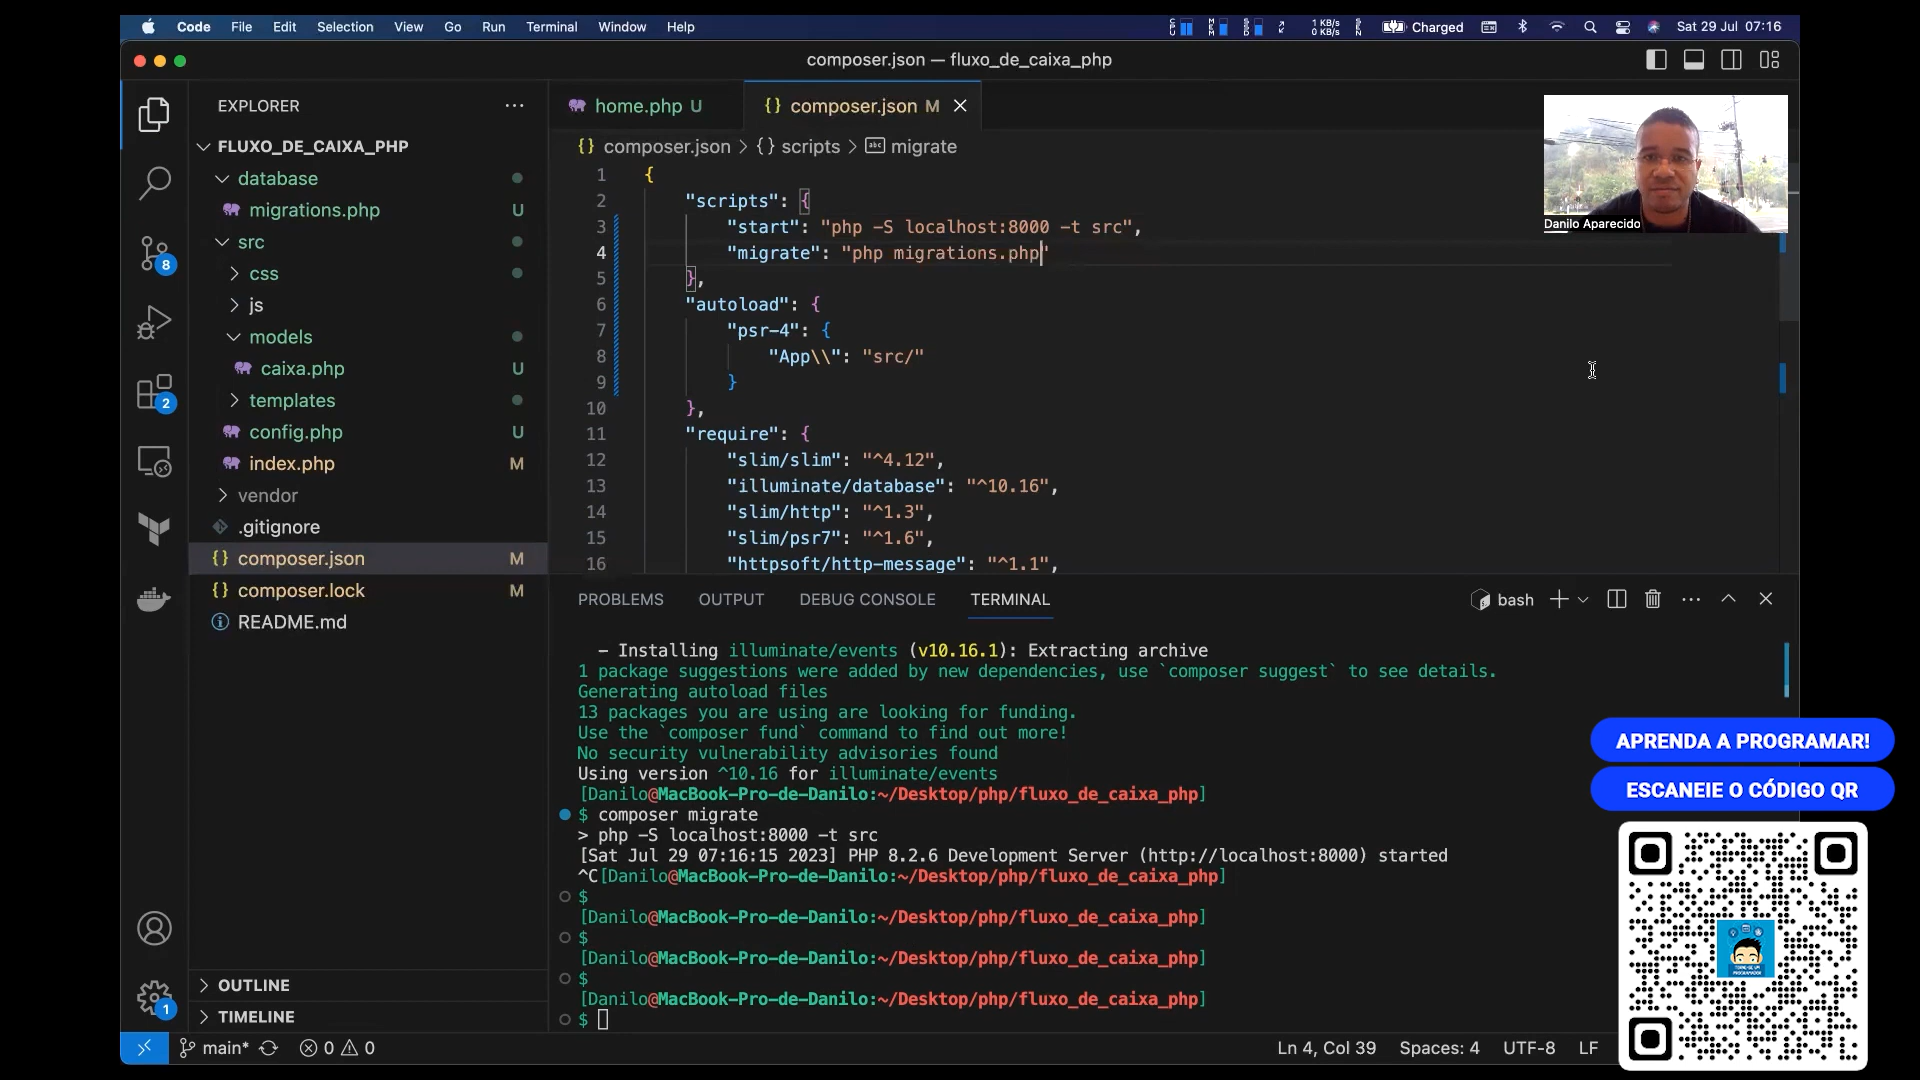 Code File Edit Selection View Go Run Terminal Window Help
1 KB/s
0 KB/s
Charged
Sat 29 Jul 07:16
composer.json — fluxo_de_caixa_php
EXPLORER
FLUXO_DE_CAIXA_PHP
database
migrations.php U
src
css
js
models
caixa.php U
templates
config.php U
index.php M
vendor
.gitignore
composer.json M
composer.lock M
README.md
OUTLINE
TIMELINE
8
2
1
home.php U
composer.json M
composer.json > {} scripts > abc migrate
1 {
2 "scripts": {
3 "start": "php -S localhost:8000 -t src",
4 "migrate": "php migrations.php"
5 },
6 "autoload": {
7 "psr-4": {
8 "App\\": "src/"
9 }
10 },
11 "require": {
12 "slim/slim": "^4.12",
13 "illuminate/database": "^10.16",
14 "slim/http": "^1.3",
15 "slim/psr7": "^1.6",
16 "httpsoft/http-message": "^1.1",
Danilo Aparecido
PROBLEMS OUTPUT DEBUG CONSOLE TERMINAL
bash
- Installing illuminate/events (v10.16.1): Extracting archive
1 package suggestions were added by new dependencies, use `composer suggest` to see details.
Generating autoload files
13 packages you are using are looking for funding.
Use the `composer fund` command to find out more!
No security vulnerability advisories found
Using version ^10.16 for illuminate/events
[Danilo@MacBook-Pro-de-Danilo:~/Desktop/php/fluxo_de_caixa_php]
$ composer migrate
> php -S localhost:8000 -t src
[Sat Jul 29 07:16:15 2023] PHP 8.2.6 Development Server (http://localhost:8000) started
^C[Danilo@MacBook-Pro-de-Danilo:~/Desktop/php/fluxo_de_caixa_php]
$
[Danilo@MacBook-Pro-de-Danilo:~/Desktop/php/fluxo_de_caixa_php]
$
[Danilo@MacBook-Pro-de-Danilo:~/Desktop/php/fluxo_de_caixa_php]
$
[Danilo@MacBook-Pro-de-Danilo:~/Desktop/php/fluxo_de_caixa_php]
$
APRENDA A PROGRAMAR!
ESCANEIE O CÓDIGO QR
main* 0 0
Ln 4, Col 39 Spaces: 4 UTF-8 LF